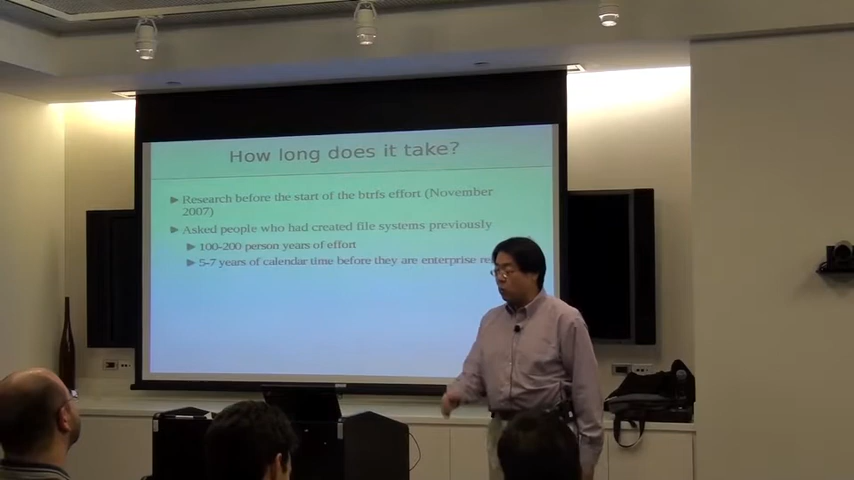 How long does it take?
Research before the start of the btrfs effort (November
2007)
Asked people who had created file systems previously
100-200 person years of effort
5-7 years of calendar time before they are enterprise